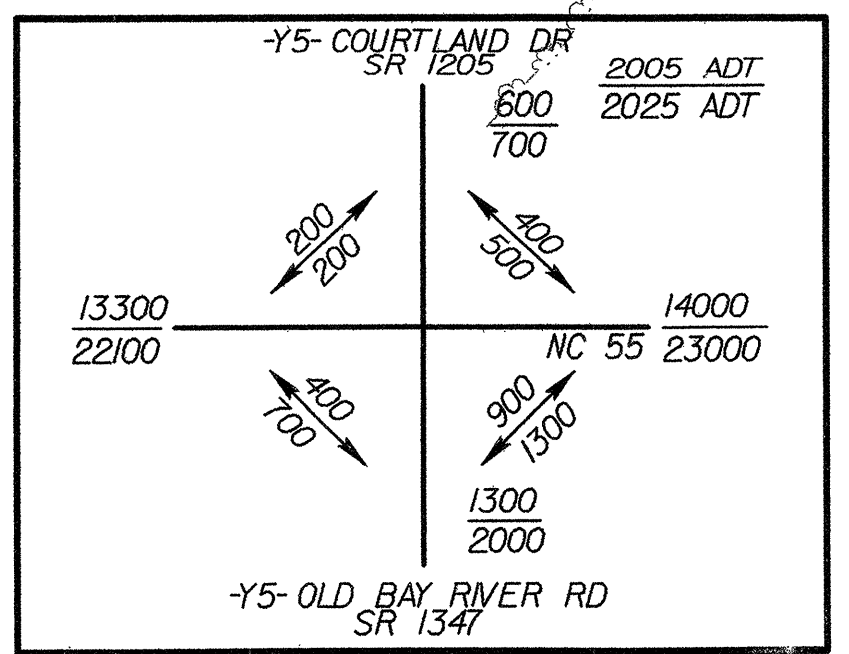 -Y5- COURTLAND DR
SR 1205
2005 ADT
2025 ADT
600
700
200
200
400
500
13300
22100
14000
23000
NC 55
400
700
900
1300
1300
2000
-Y5- OLD BAY RIVER RD
SR 1347